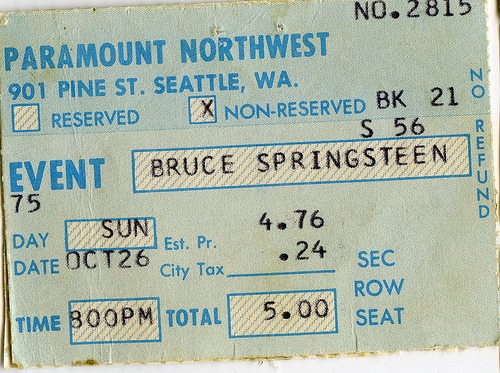 NO.2815
PARAMOUNT NORTHWEST
901 PINE ST. SEATTLE, WA.
RESERVED X NON-RESERVED BK 21
S 56
EVENT BRUCE SPRINGSTEEN
75
DAY SUN Est. Pr. 4.76
DATE OCT26 City Tax .24 SEC
ROW
TIME 800PM TOTAL 5.00 SEAT
NO REFUND